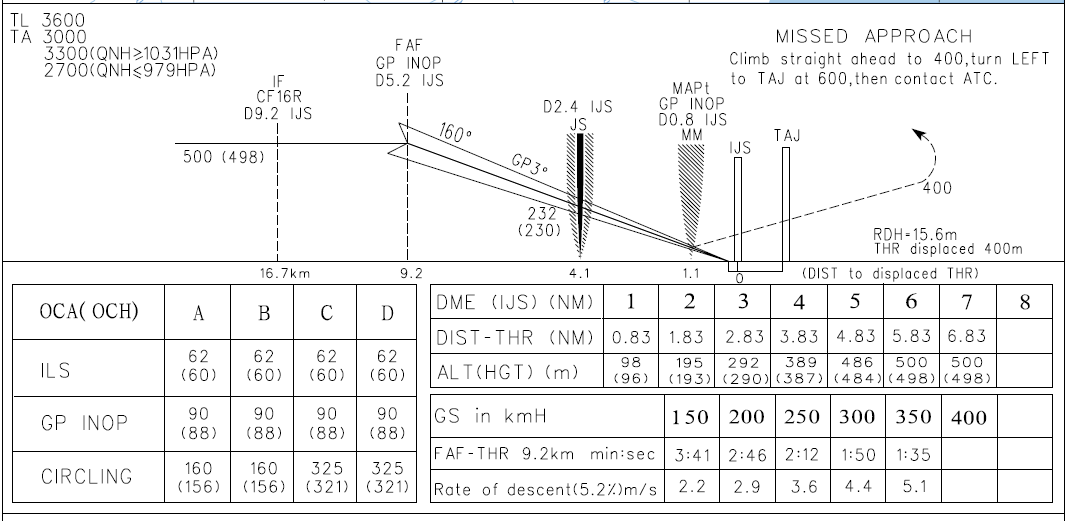 TL 3600
TA 3000
3300(QNH≥1031HPA)
2700(QNH≤979HPA)
MISSED APPROACH
Climb straight ahead to 400,turn LEFT
to TAJ at 600,then contact ATC.
FAF
GP INOP
D5.2 IJS
IF
CF16R
D9.2 IJS
D2.4 IJS
JS
MAPt
GP INOP
D0.8 IJS
MM
IJS
TAJ
500 (498)
160°
GP3°
232
(230)
400
RDH=15.6m
THR displaced 400m
16.7km 9.2 4.1 1.1 0 (DIST to displaced THR)
OCA(OCH) A B C D
ILS 62 62 62 62
(60) (60) (60) (60)
GP INOP 90 90 90 90
(88) (88) (88) (88)
CIRCLING 160 160 325 325
(156) (156) (321) (321)
DME (IJS) (NM) 1 2 3 4 5 6 7 8
DIST-THR (NM) 0.83 1.83 2.83 3.83 4.83 5.83 6.83
ALT(HGT) (m) 98 195 292 389 486 500 500
(96) (193) (290) (387) (484) (498) (498)
GS in kmH 150 200 250 300 350 400
FAF-THR 9.2km min:sec 3:41 2:46 2:12 1:50 1:35
Rate of descent(5.2%)m/s 2.2 2.9 3.6 4.4 5.1